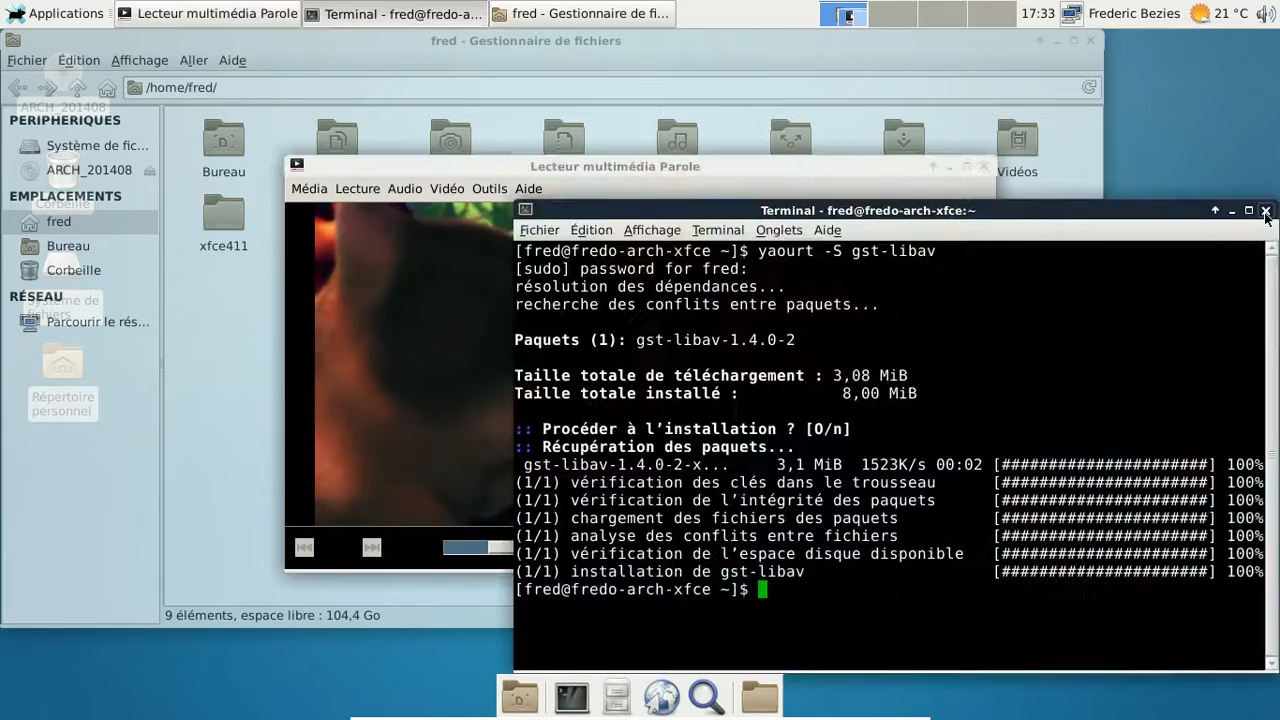 Applications
Lecteur multimédia Parole
Terminal - fred@fredo-a...
fred - Gestionnaire de fi...
17:33
Frederic Bezies
21 °C
fred - Gestionnaire de fichiers
Fichier Édition Affichage Aller Aide
/home/fred/
ARCH_201408
PERIPHERIQUES
Système de fic...
ARCH_201408
EMPLACEMENTS
Corbeille
fred
Bureau
Corbeille
RÉSEAU
Système de
fichiers
Parcourir le rés...
Répertoire
personnel
Bureau
Vidéos
xfce411
9 éléments, espace libre : 104,4 Go
Lecteur multimédia Parole
Média Lecture Audio Vidéo Outils Aide
Terminal - fred@fredo-arch-xfce:~
Fichier Édition Affichage Terminal Onglets Aide
[fred@fredo-arch-xfce ~]$ yaourt -S gst-libav
[sudo] password for fred:
résolution des dépendances...
recherche des conflits entre paquets...
Paquets (1): gst-libav-1.4.0-2
Taille totale de téléchargement : 3,08 MiB
Taille totale installé : 8,00 MiB
:: Procéder à l’installation ? [O/n]
:: Récupération des paquets...
gst-libav-1.4.0-2-x... 3,1 MiB 1523K/s 00:02 [######################] 100%
(1/1) vérification des clés dans le trousseau [######################] 100%
(1/1) vérification de l’intégrité des paquets [######################] 100%
(1/1) chargement des fichiers des paquets [######################] 100%
(1/1) analyse des conflits entre fichiers [######################] 100%
(1/1) vérification de l’espace disque disponible [######################] 100%
(1/1) installation de gst-libav [######################] 100%
[fred@fredo-arch-xfce ~]$